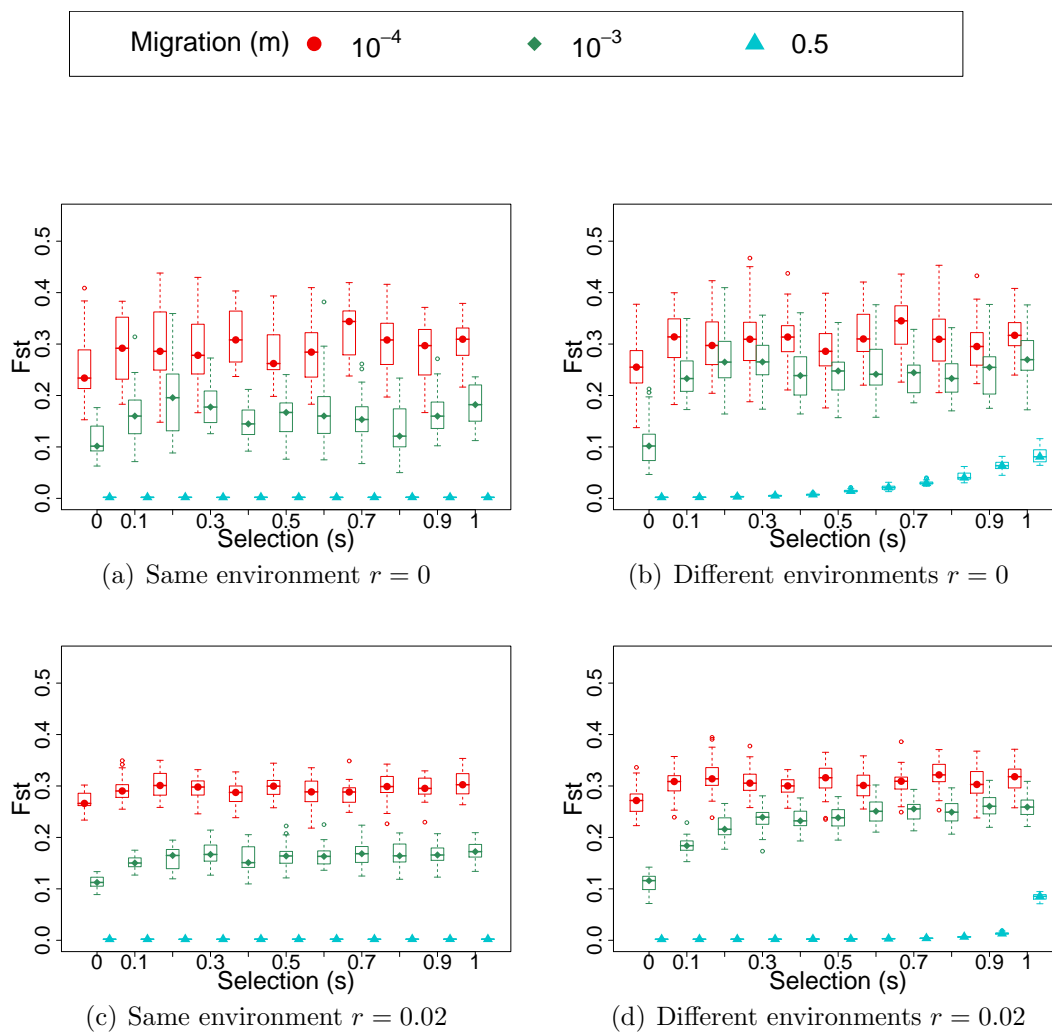 Migration (m) 10⁻⁴ 10⁻³ 0.5
Fst
0.5
0.4
0.3
0.2
0.1
0.0
0 0.1 0.3 0.5 0.7 0.9 1
Selection (s)
(a) Same environment r = 0
Fst
0.5
0.4
0.3
0.2
0.1
0.0
0 0.1 0.3 0.5 0.7 0.9 1
Selection (s)
(b) Different environments r = 0
Fst
0.5
0.4
0.3
0.2
0.1
0.0
0 0.1 0.3 0.5 0.7 0.9 1
Selection (s)
(c) Same environment r = 0.02
Fst
0.5
0.4
0.3
0.2
0.1
0.0
0 0.1 0.3 0.5 0.7 0.9 1
Selection (s)
(d) Different environments r = 0.02